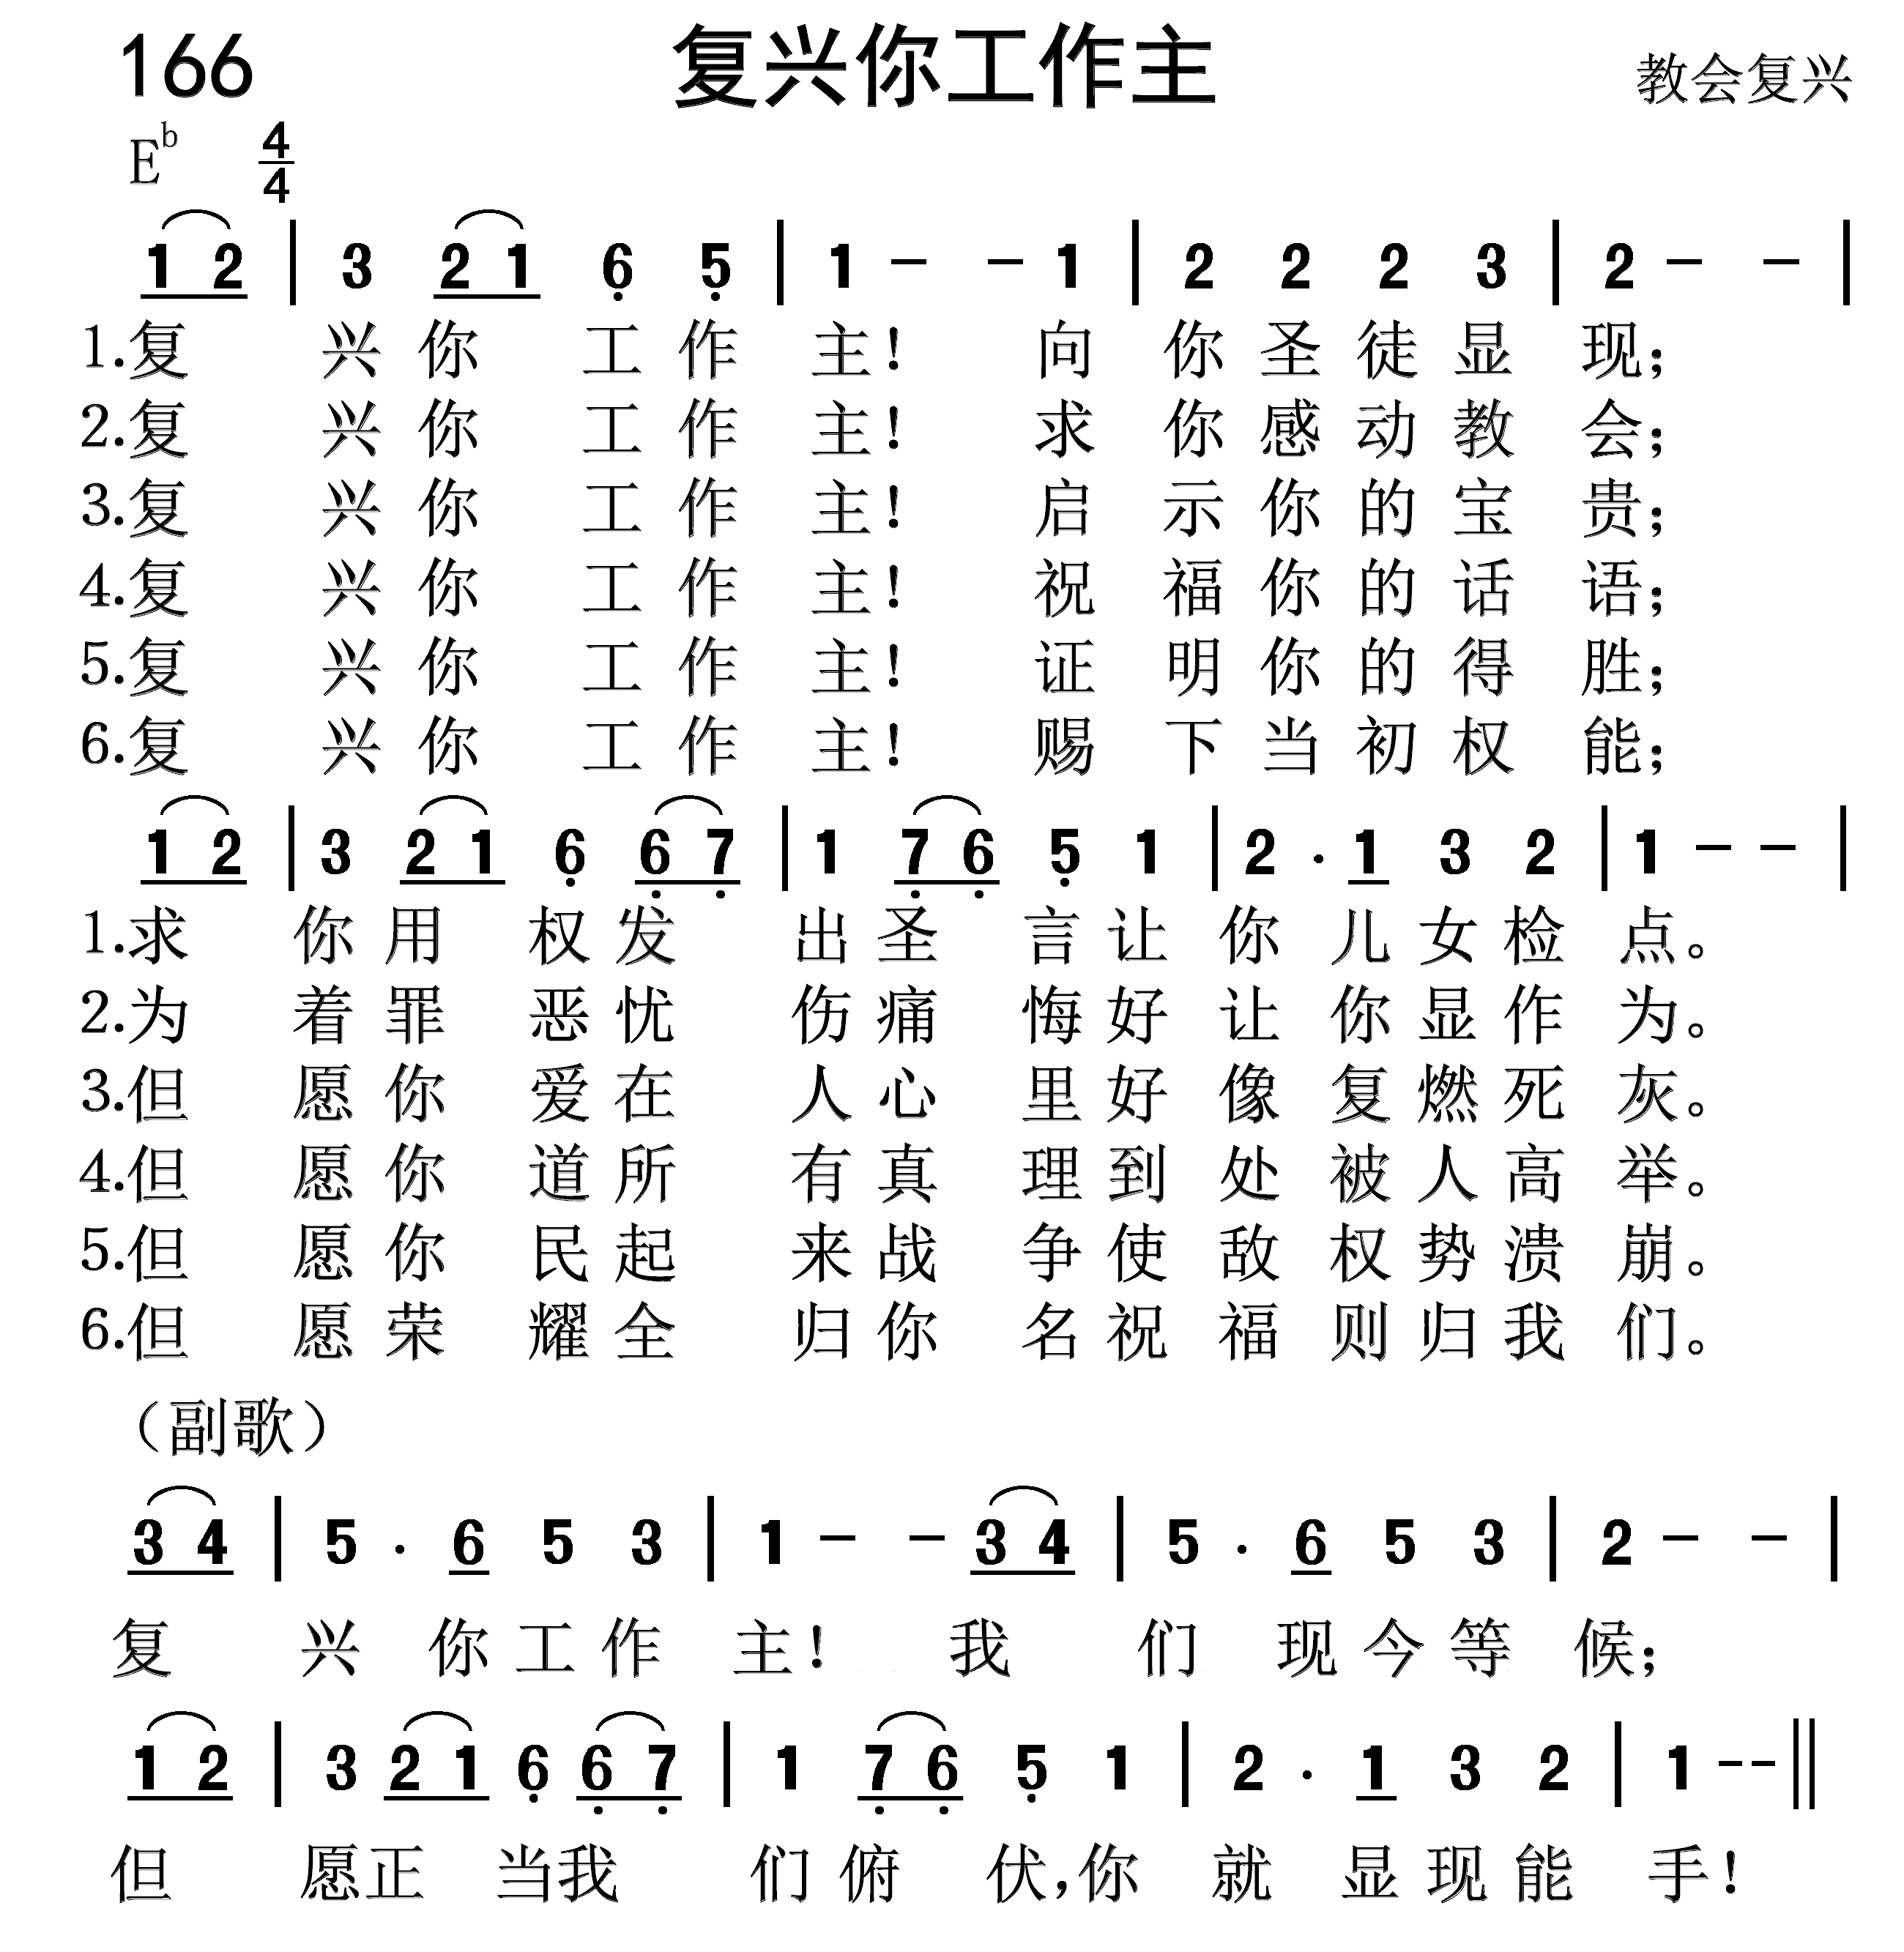 166 复兴你工作主 教会复兴
E♭ 4/4
1 2 | 3 2 1 6̣ 5̣ | 1 – – 1 | 2 2 2 3 | 2 – – |
1.复兴你工作主！向你圣徒显现；
2.复兴你工作主！求你感动教会；
3.复兴你工作主！启示你的宝贵；
4.复兴你工作主！祝福你的话语；
5.复兴你工作主！证明你的得胜；
6.复兴你工作主！赐下当初权能；
1 2 | 3 2 1 6̣ 6̣ 7̣ | 1 7̣ 6̣ 5̣ 1 | 2 · 1 3 2 | 1 – – |
1.求你用权发出圣言让你儿女检点。
2.为着罪恶忧伤痛悔好让你显作为。
3.但愿你爱在人心里好像复燃死灰。
4.但愿你道所有真理到处被人高举。
5.但愿你民起来战争使敌权势溃崩。
6.但愿荣耀全归你名祝福则归我们。
（副歌）
3 4 | 5 · 6 5 3 | 1 – – 3 4 | 5 · 6 5 3 | 2 – – |
复兴你工作主！我们现今等候；
1 2 | 3 2 1 6̣ 6̣ 7̣ | 1 7̣ 6̣ 5̣ 1 | 2 · 1 3 2 | 1 – – ‖
但愿正当我们俯伏，你就显现能手！